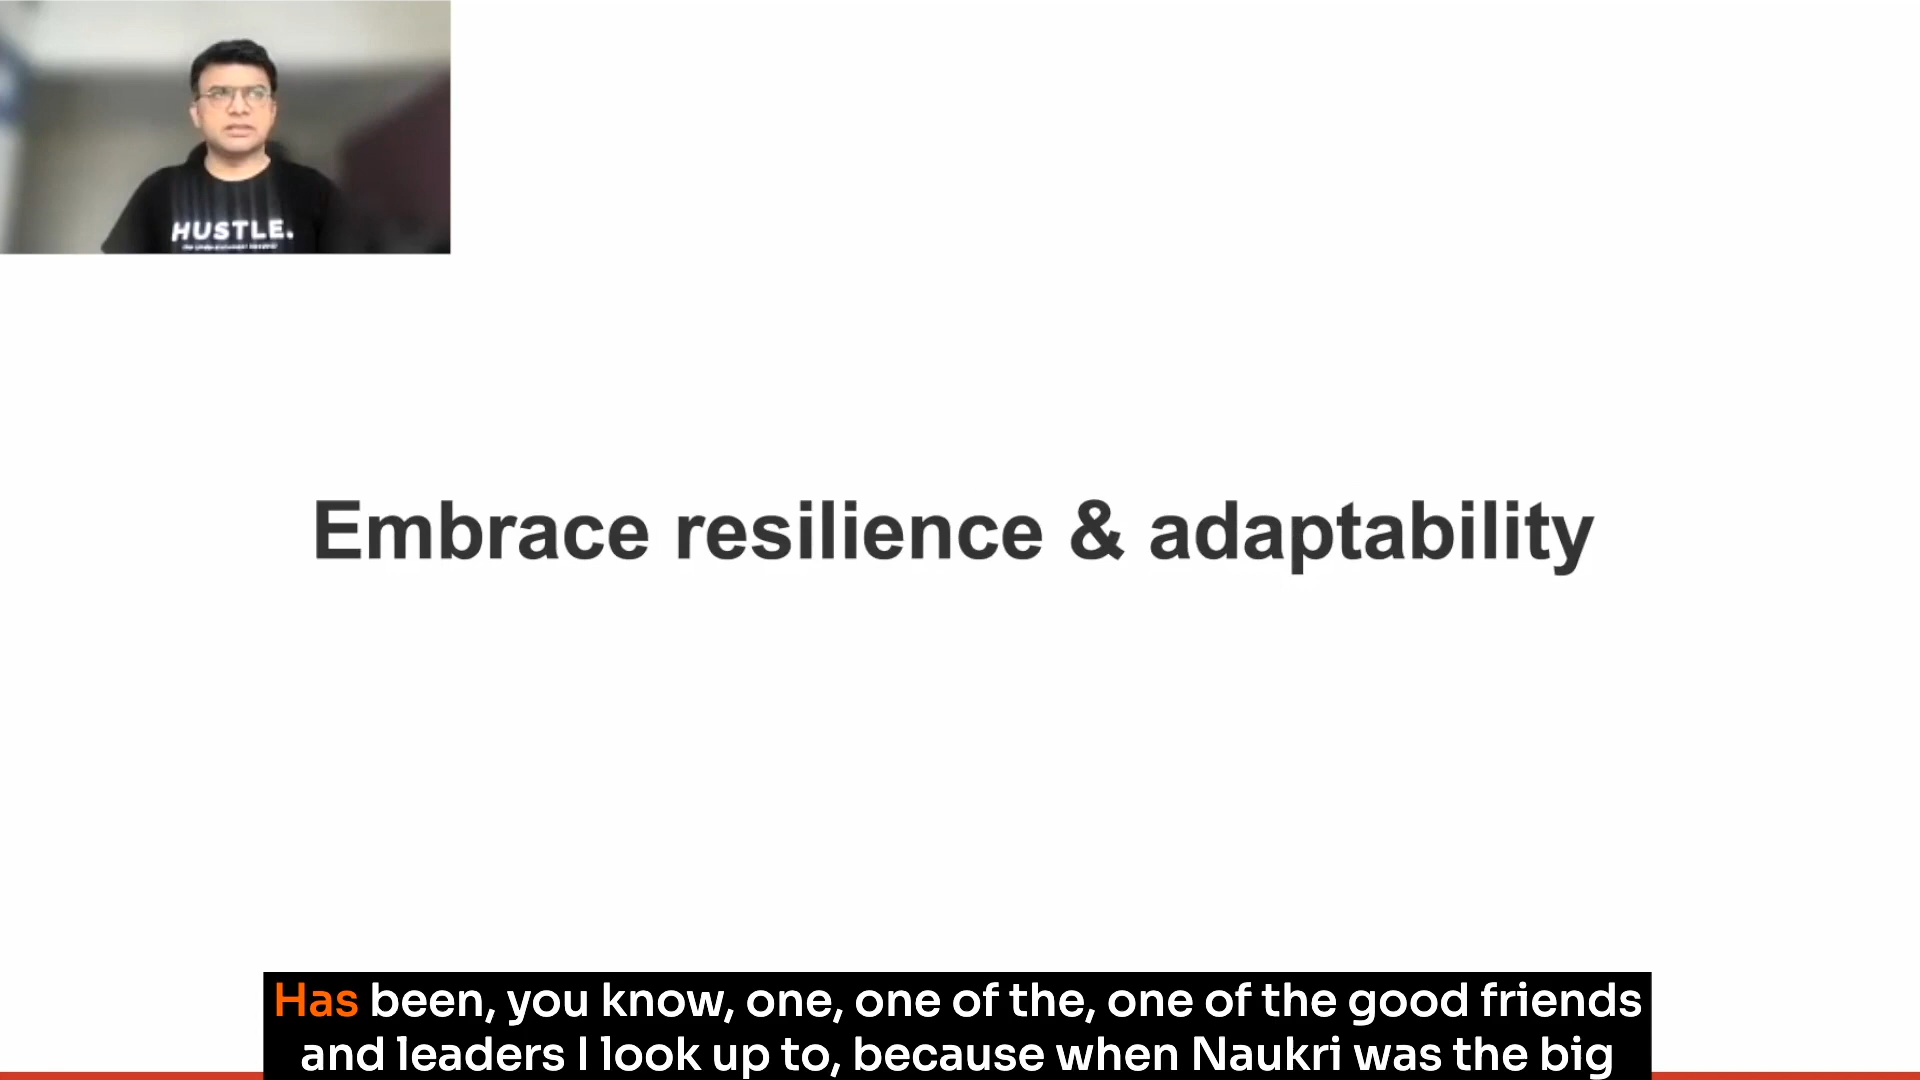 HUSTLE.
Embrace resilience & adaptability
Has been, you know, one, one of the, one of the good friends
and leaders I look up to, because when Naukri was the big